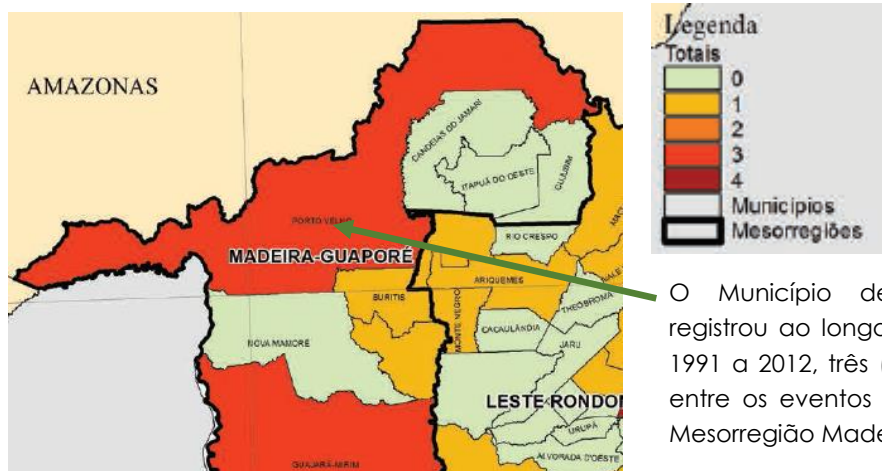 AMAZONAS
CANDEIAS DO JAMARI
ITAPUÃ DO OESTE
CUJUBIM
PORTO VELHO
MADEIRA-GUAPORÉ
RIO CRESPO
ARIQUEMES
BURITIS
MONTE NEGRO
THEOBROMA
CACAULÂNDIA
NOVA MAMORÉ
JARU
LESTE RONDO
URUPÁ
ALVORADA D'OESTE
GUAJARÁ-MIRIM
Legenda
Totais
0
1
2
3
4
Municípios
Mesorregiões
O Município de
registrou ao longo
1991 a 2012, três
entre os eventos
Mesorregião Made